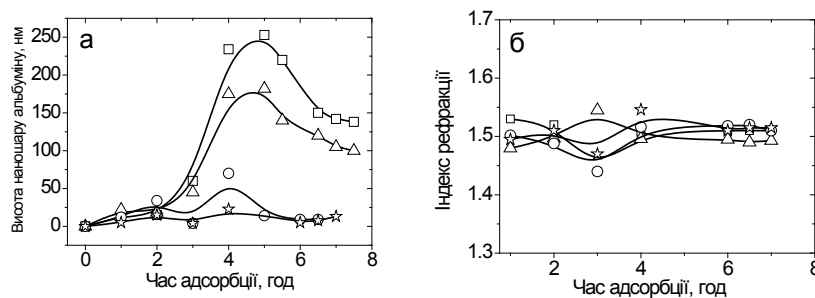 а
Висота наношару альбуміну, нм
250
200
150
100
50
0
0 2 4 6 8
Час адсорбції, год
б
Індекс рефракції
1.7
1.6
1.5
1.4
1.3
2 4 6 8
Час адсорбції, год